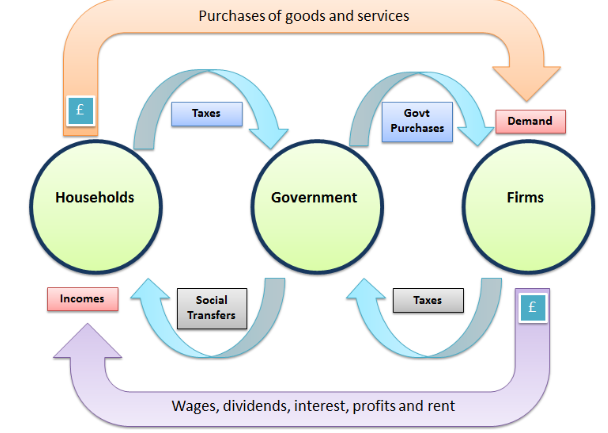 Purchases of goods and services
£
Taxes
Govt
Purchases
Demand
Households
Government
Firms
Incomes
Social
Transfers
Taxes
£
Wages, dividends, interest, profits and rent